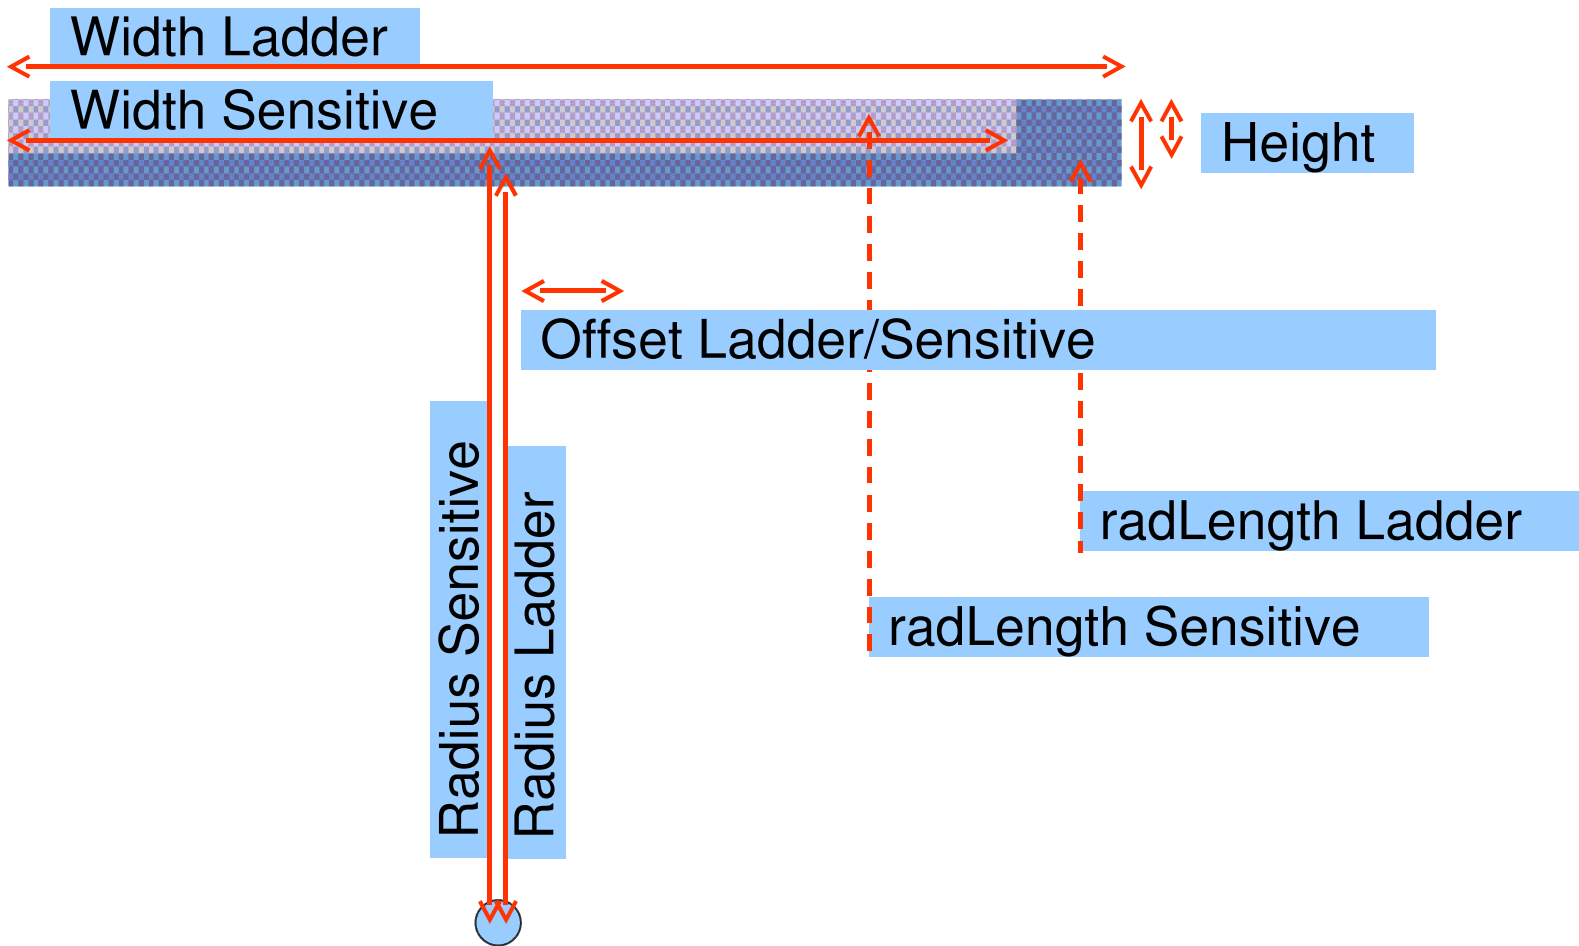 Width Ladder
Width Sensitive
Height
Offset Ladder/Sensitive
Radius Sensitive
Radius Ladder
radLength Ladder
radLength Sensitive